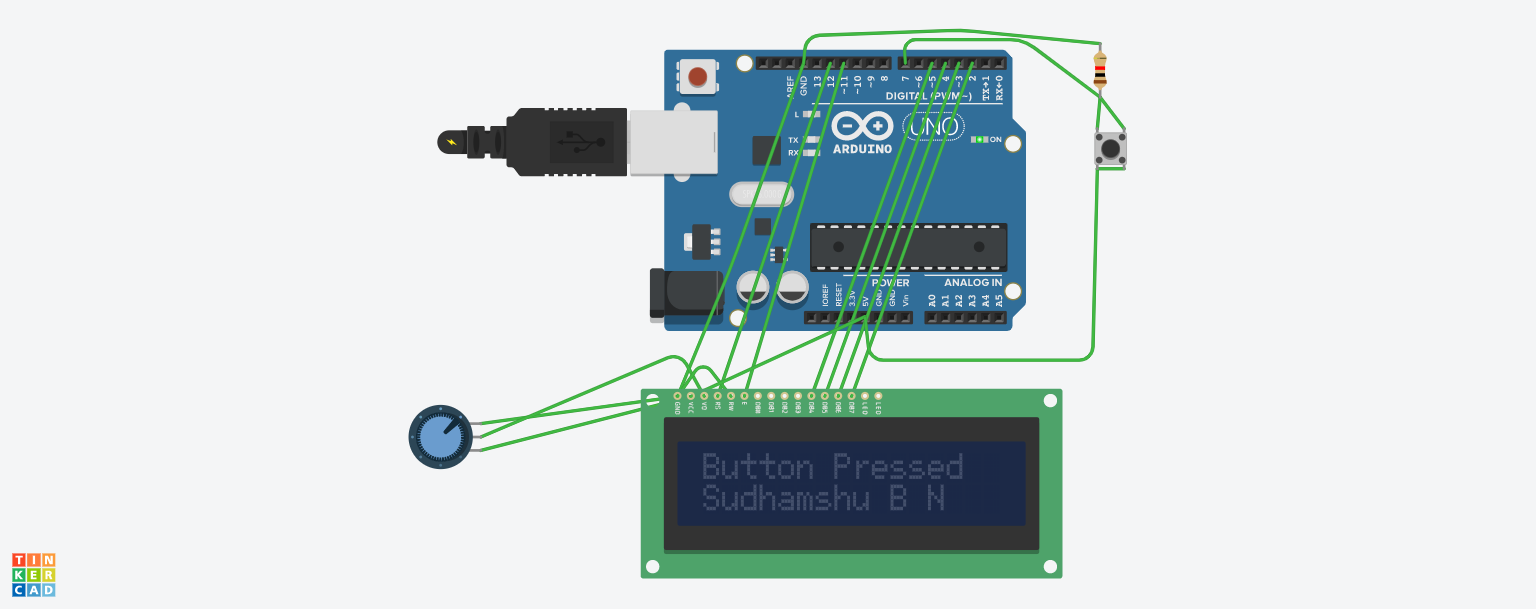 AREF
GND
13
12
~11
~10
~9
8
7
~6
~5
4
~3
2
TX→1
RX←0
DIGITAL (PWM~)
L
TX
RX
ARDUINO
UNO
ON
POWER
ANALOG IN
IOREF
RESET
3.3V
5V
GND
GND
Vin
A0
A1
A2
A3
A4
A5
GND
VCC
V0
RS
RW
E
DB0
DB1
DB2
DB3
DB4
DB5
DB6
DB7
LED
LED
Button Pressed
Sudhamshu B N
TIN
KER
CAD